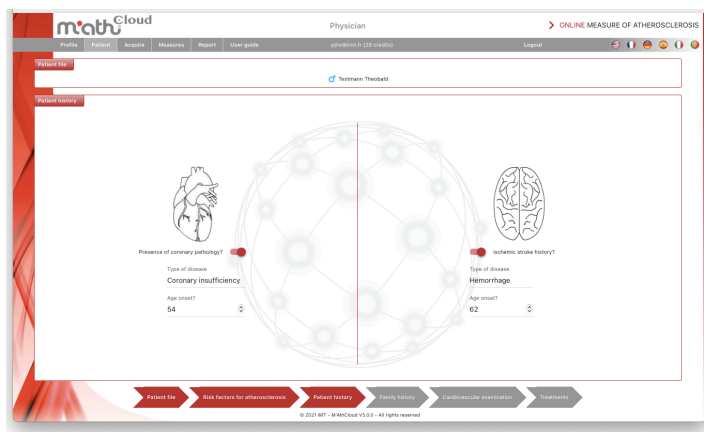 m'ath Cloud
Physician
ONLINE MEASURE OF ATHEROSCLEROSIS
Profile Patient Acquire Measures Report User guide
(29 credits) Logout
Patient file
Testmann Theobald
Patient history
Presence of coronary pathology?
Ischemic stroke history?
Type of disease
Type of disease
Coronary insufficiency
Hemorrhage
Age onset?
Age onset?
54
62
Patient file Risk factors for atherosclerosis Patient history Family history Cardiovascular examination Treatments
© 2021 IMT - M'AthCloud V3.0.0 - All rights reserved